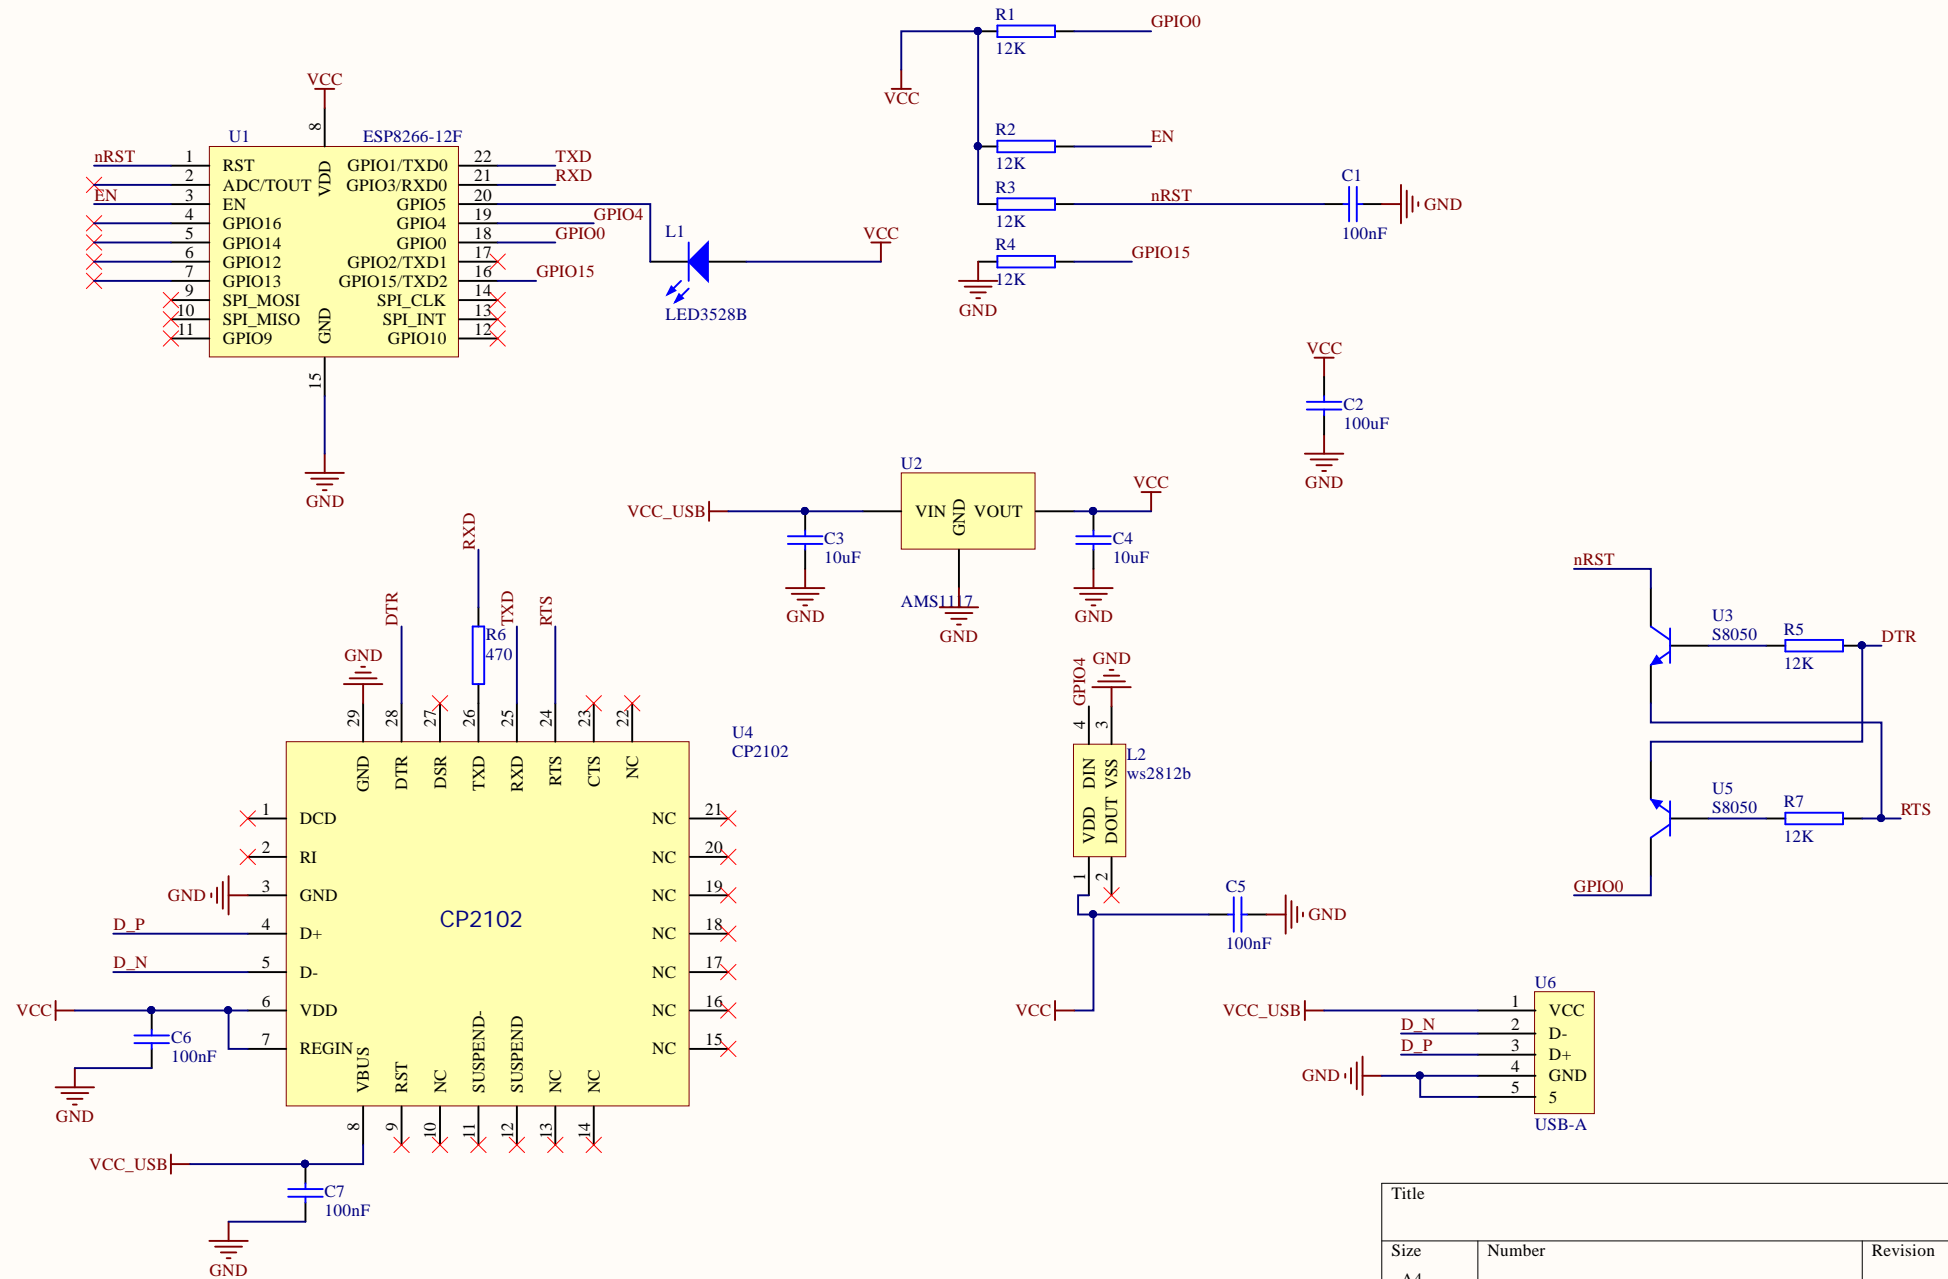 R1
12K
GPIO0
VCC
R2
12K
EN
R3
12K
nRST
C1
100nF
GND
R4
12K
GPIO15
GND
VCC
8
U1
ESP8266-12F
nRST 1 RST
2 ADC/TOUT
EN 3 EN
4 GPIO16
5 GPIO14
6 GPIO12
7 GPIO13
9 SPI_MOSI
10 SPI_MISO
11 GPIO9
VDD
GND
GPIO1/TXD0 22 TXD
GPIO3/RXD0 21 RXD
GPIO5 20
GPIO4 19 GPIO4
GPIO0 18 GPIO0
GPIO2/TXD1 17
GPIO15/TXD2 16 GPIO15
SPI_CLK 14
SPI_INT 13
GPIO10 12
15
GND
L1
LED3528B
VCC
VCC
C2
100uF
GND
U2
VCC_USB
VIN
GND
VOUT
VCC
C3
10uF
GND
AMS1117
GND
C4
10uF
GND
nRST
U3
S8050
R5
12K
DTR
U5
S8050
R7
12K
RTS
GPIO0
RXD
DTR
TXD
RTS
R6
470
GND
29
28
27
26
25
24
23
22
GND
DTR
DSR
TXD
RXD
RTS
CTS
NC
U4
CP2102
1 DCD
2 RI
GND 3 GND
D_P 4 D+
D_N 5 D-
VCC 6 VDD
7 REGIN
CP2102
NC 21
NC 20
NC 19
NC 18
NC 17
NC 16
NC 15
C6
100nF
GND
VBUS
RST
NC
SUSPEND-
SUSPEND
NC
NC
8
9
10
11
12
13
14
VCC_USB
C7
100nF
GND
GPIO4
GND
4
3
L2
ws2812b
VDD DIN
DOUT VSS
1
2
C5
100nF
GND
VCC
U6
VCC_USB 1 VCC
D_N 2 D-
D_P 3 D+
GND 4 GND
5 5
USB-A
Title
Size
Number
Revision
A4